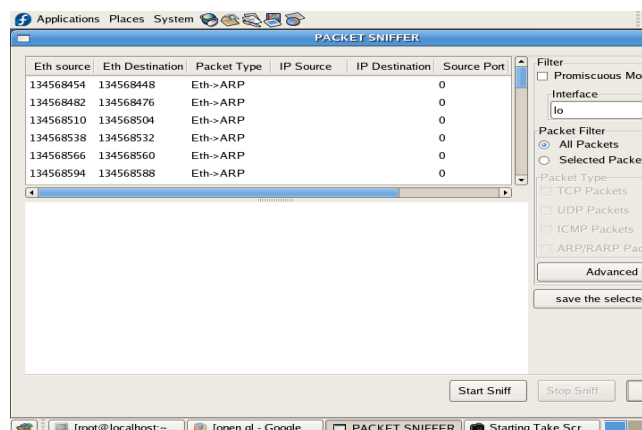 Applications Places System
PACKET SNIFFER
Eth source Eth Destination Packet Type IP Source IP Destination Source Port
134568454 134568448 Eth->ARP 0
134568482 134568476 Eth->ARP 0
134568510 134568504 Eth->ARP 0
134568538 134568532 Eth->ARP 0
134568566 134568560 Eth->ARP 0
134568594 134568588 Eth->ARP 0
Filter
Promiscuous Mo
Interface
lo
Packet Filter
All Packets
Selected Packe
Packet Type
TCP Packets
UDP Packets
ICMP Packets
ARP/RARP Pac
Advanced
save the selecte
Start Sniff Stop Sniff
[root@localhost:~... [open gl - Google ... PACKET SNIFFER Starting Take Scr...